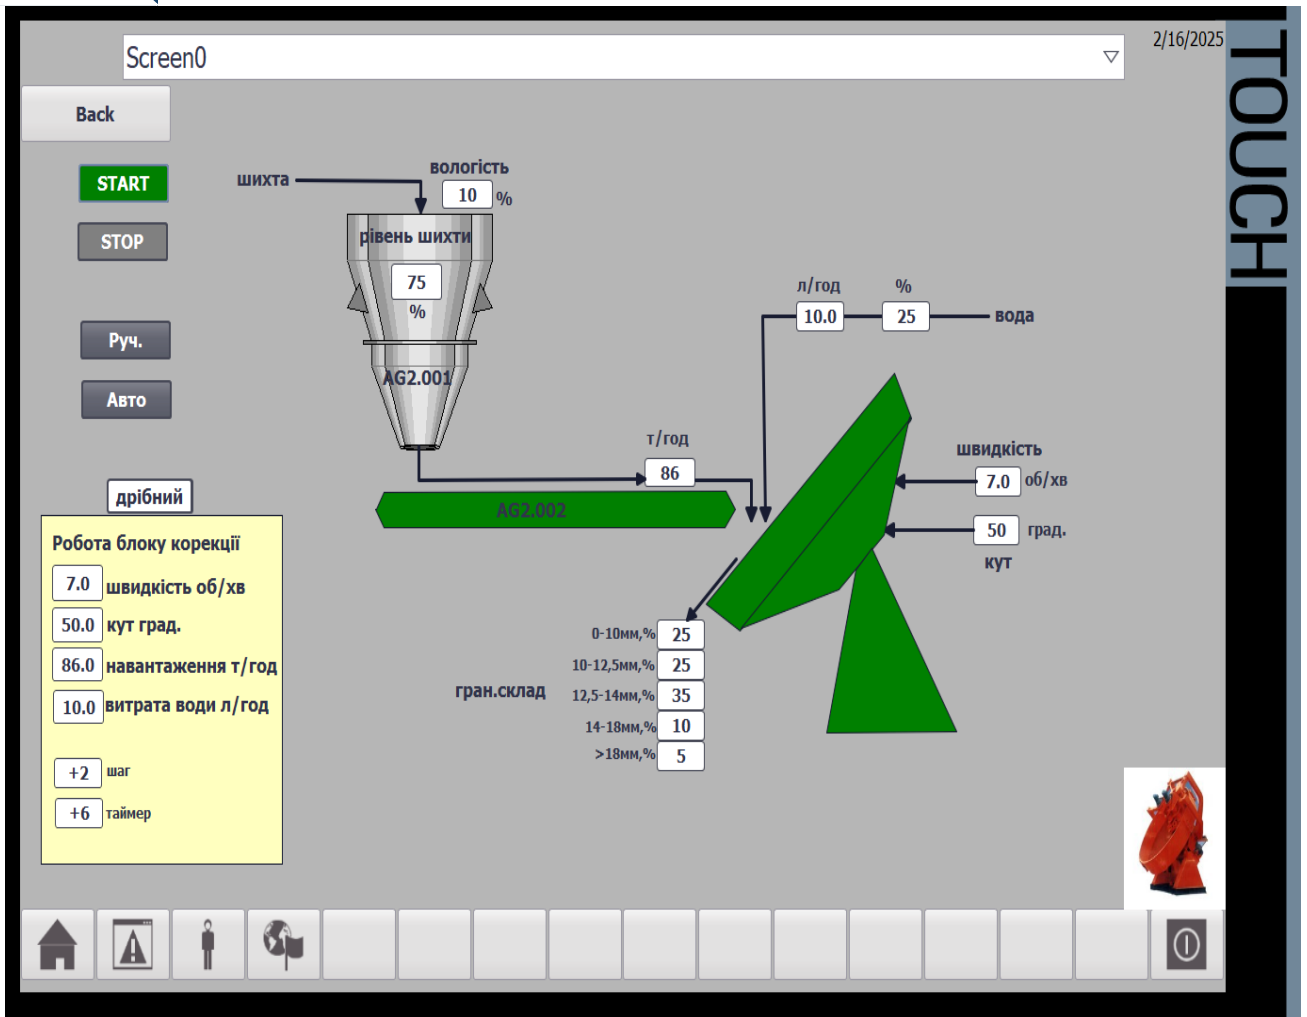 Screen0
2/16/2025
TOUCH
Back
START
STOP
Руч.
Авто
шихта
вологість
10 %
рівень шихти
75
%
AG2.001
л/год %
10.0 25 вода
т/год
86
AG2.002
швидкість
7.0 об/хв
50 град.
кут
дрібний
Робота блоку корекції
7.0 швидкість об/хв
50.0 кут град.
86.0 навантаження т/год
10.0 витрата води л/год
+2 шаг
+6 таймер
гран.склад
0-10мм,% 25
10-12,5мм,% 25
12,5-14мм,% 35
14-18мм,% 10
>18мм,% 5